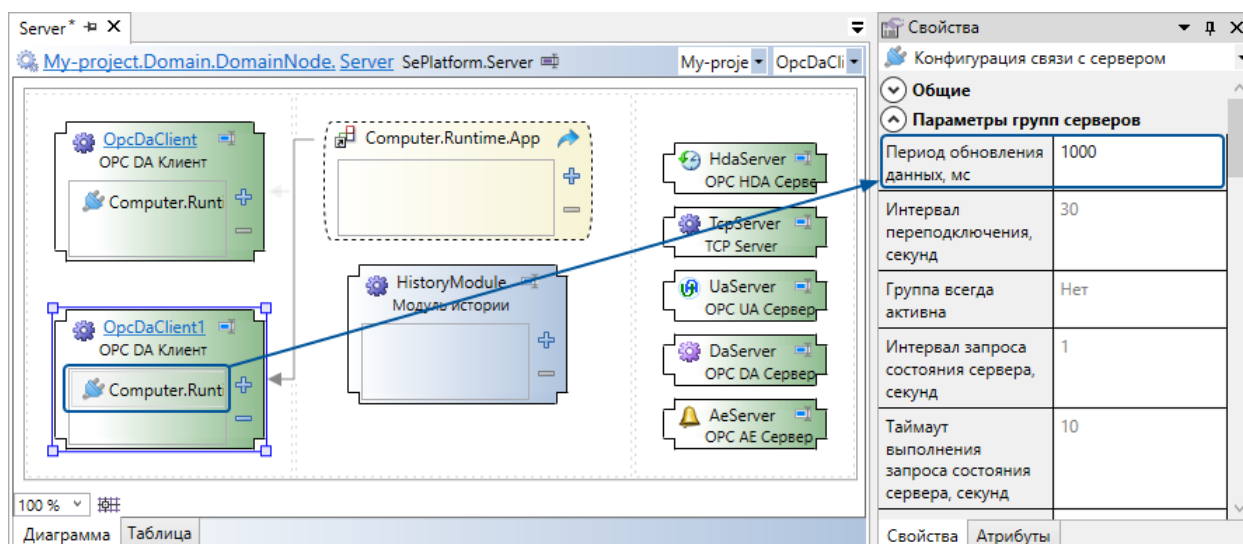 Server*
My-project.Domain.DomainNode. Server SePlatform.Server
My-proje
OpcDaCli
OpcDaClient
OPC DA Клиент
Computer.Runti
Computer.Runtime.App
HdaServer
OPC HDA Серве
TcpServer
TCP Server
UaServer
OPC UA Сервер
DaServer
OPC DA Сервер
AeServer
OPC AE Сервер
HistoryModule
Модуль истории
OpcDaClient1
OPC DA Клиент
Computer.Runti
100 %
Диаграмма Таблица
Свойства
Конфигурация связи с сервером
Общие
Параметры групп серверов
Период обновления 1000
данных, мс
Интервал 30
переподключения,
секунд
Группа всегда Нет
активна
Интервал запроса 1
состояния сервера,
секунд
Таймаут 10
выполнения
запроса состояния
сервера, секунд
Свойства Атрибуты